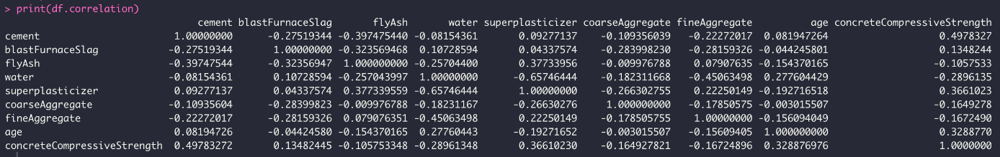 > print(df.correlation)
cement blastFurnaceSlag flyAsh water superplasticizer coarseAggregate fineAggregate age concreteCompressiveStrength
cement 1.00000000 -0.27519344 -0.397475440 -0.08154361 0.09277137 -0.109356039 -0.22272017 0.081947264 0.4978327
blastFurnaceSlag -0.27519344 1.00000000 -0.323569468 0.10728594 0.04337574 -0.283998230 -0.28159326 -0.044245801 0.1348244
flyAsh -0.39747544 -0.32356947 1.000000000 -0.25704400 0.37733956 -0.009976788 0.07907635 -0.154370165 -0.1057533
water -0.08154361 0.10728594 -0.257043997 1.00000000 -0.65746444 -0.182311668 -0.45063498 0.277604429 -0.2896135
superplasticizer 0.09277137 0.04337574 0.377339559 -0.65746444 1.00000000 -0.266302755 0.22250149 -0.192716518 0.3661023
coarseAggregate -0.10935604 -0.28399823 -0.009976788 -0.18231167 -0.26630276 1.000000000 -0.17850575 -0.003015507 -0.1649278
fineAggregate -0.22272017 -0.28159326 0.079076351 -0.45063498 0.22250149 -0.178505755 1.00000000 -0.156094049 -0.1672490
age 0.08194726 -0.04424580 -0.154370165 0.27760443 -0.19271652 -0.003015507 -0.15609405 1.000000000 0.3288770
concreteCompressiveStrength 0.49783272 0.13482445 -0.105753348 -0.28961348 0.36610230 -0.164927821 -0.16724896 0.328876976 1.0000000